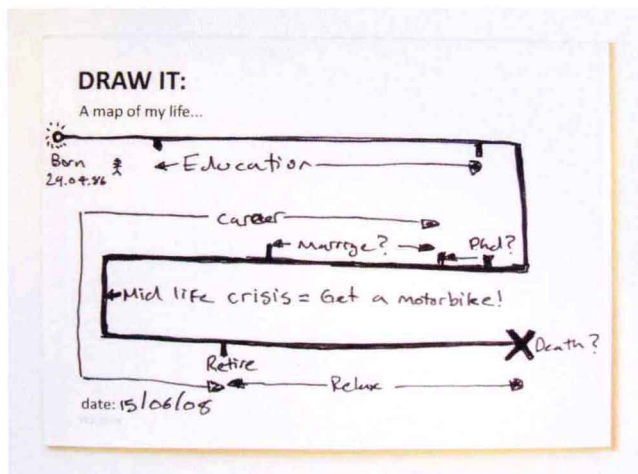 DRAW IT:
A map of my life...
Born
24.04.86
Education
Career
Marrige?
Phd?
Mid life crisis = Get a motorbike!
Death?
Retire
Relax
date: 15/06/08